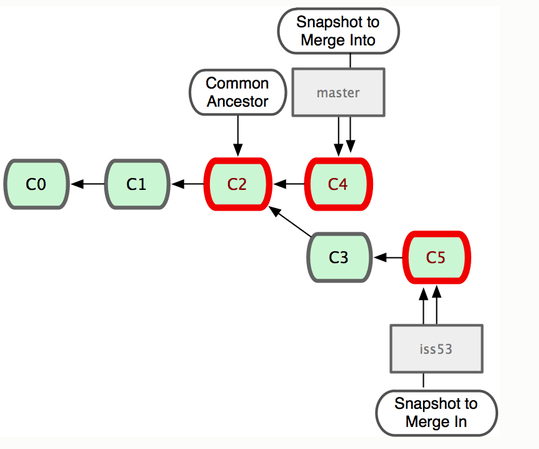 Snapshot to
Merge Into
Common
Ancestor
master
C0
C1
C2
C4
C3
C5
iss53
Snapshot to
Merge In